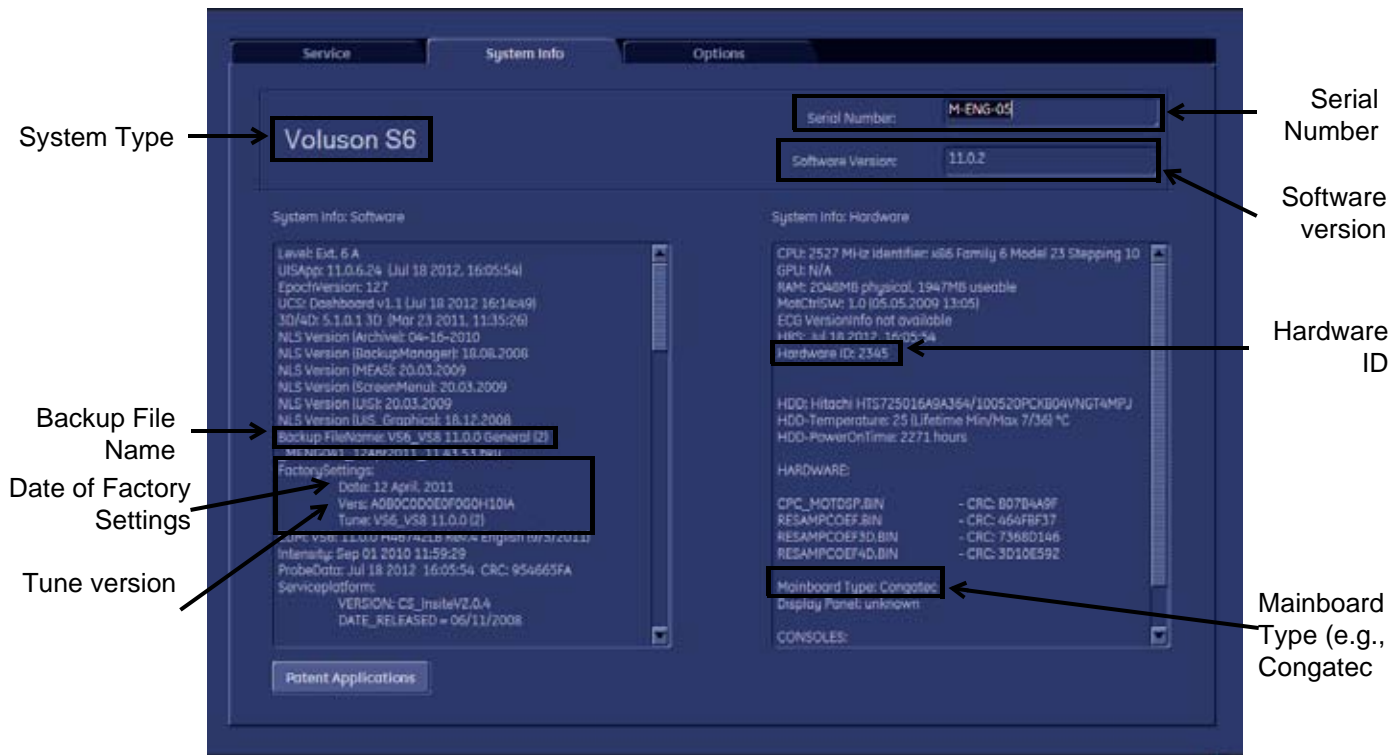 Service
System Info
Options
System Type
Voluson S6
Serial Number:
M-ENG-05
Serial
Number
Software Version:
11.0.2
Software
version
System Info: Software
System Info: Hardware
Level: Ext. 6 A
UISApp: 11.0.6.24 (Jul 18 2012, 16:05:54)
EpochVersion: 127
UCS: Dashboard v1.1 (Jul 18 2012 16:14:49)
3D/4D: 5.1.0.1 3D (Mar 23 2011, 11:35:26)
NLS Version (Archive): 04-16-2010
NLS Version (BackupManager): 18.08.2008
NLS Version (MEAS): 20.03.2009
NLS Version (ScreenMenu): 20.03.2009
NLS Version (UIS): 20.03.2009
NLS Version (UIS_Graphics): 18.12.2008
Backup FileName: VS6_VS8 11.0.0 General (2)
FactorySettings:
Date: 12 April, 2011
Vers: A0B0C0D0E0F0G0H10IA
Tune: VS6_VS8 11.0.0 (2)
Intensity: Sep 01 2010 11:59:29
ProbeData: Jul 18 2012 16:05:54 CRC: 954665FA
Serviceplatform:
VERSION: CS_InsiteV2.0.4
DATE_RELEASED = 06/11/2008
CPU: 2527 MHz Identifier: x86 Family 6 Model 23 Stepping 10
GPU: N/A
RAM: 2048MB physical, 1947MB useable
MotCtrlSW: 1.0 (05.05.2009 13:05)
ECG VersionInfo not available
HBS: Jul 18 2012, 16:05:54
Hardware ID: 2345
HDD: Hitachi HTS725016A9A364/100520PCKB04VNGT4MPJ
HDD-Temperature: 25 (Lifetime Min/Max 7/36) °C
HDD-PowerOnTime: 2271 hours
HARDWARE:
CPC_MOTDSP.BIN - CRC: B07B4A9F
RESAMPCOEF.BIN - CRC: 464FBF37
RESAMPCOEF3D.BIN - CRC: 7368D146
RESAMPCOEF4D.BIN - CRC: 3D10E592
Mainboard Type: Congatec
Display Panel: unknown
CONSOLES:
Hardware
ID
Backup File
Name
Date of Factory
Settings
Tune version
Mainboard
Type (e.g.,
Congatec
Patent Applications